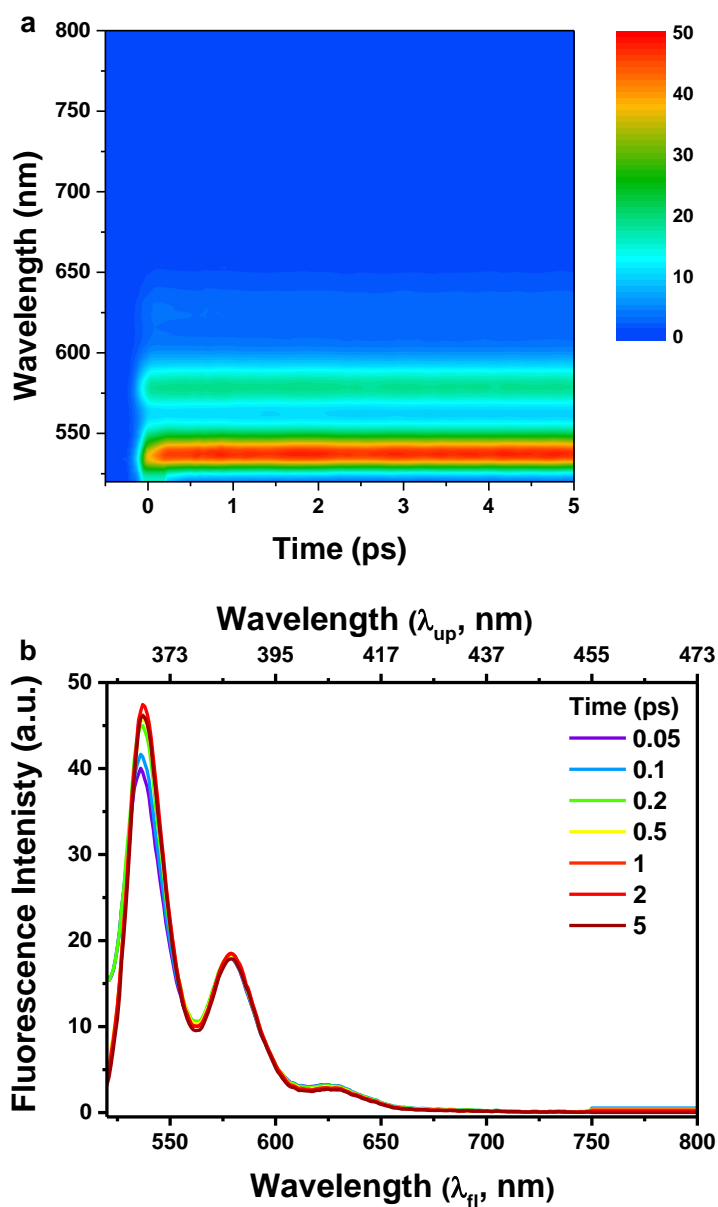 a
800
750
700
650
600
550
Wavelength (nm)
0 1 2 3 4 5
Time (ps)
50
40
30
20
10
0
b
Wavelength (λup, nm)
373 395 417 437 455 473
50
40
30
20
10
0
Fluorescence Intenisty (a.u.)
Time (ps)
0.05
0.1
0.2
0.5
1
2
5
550 600 650 700 750 800
Wavelength (λfl, nm)